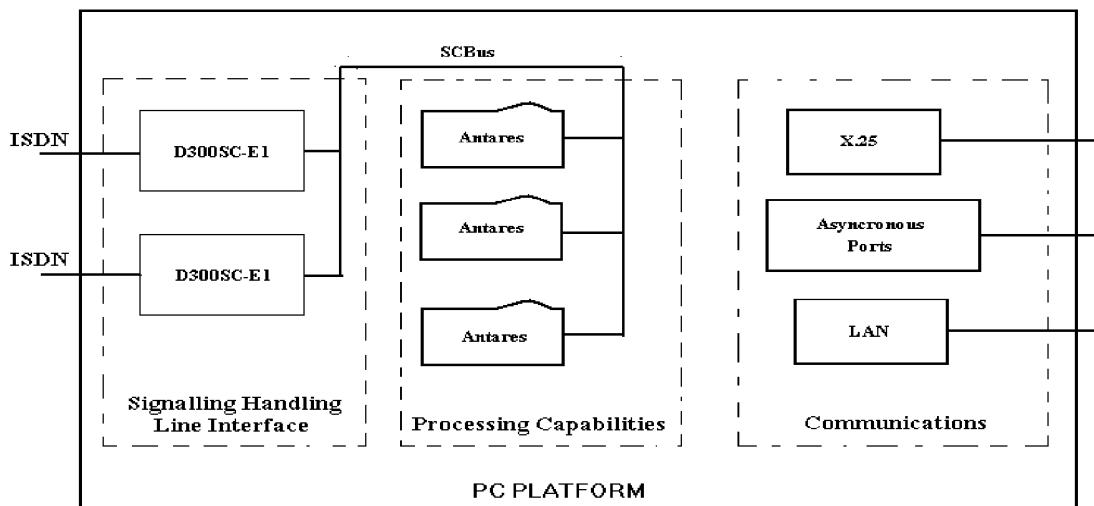 SCBus
ISDN
D300SC-E1
ISDN
D300SC-E1
Signalling Handling
Line Interface
Antares
Antares
Antares
Processing Capabilities
X.25
Asyncronous
Ports
LAN
Communications
PC PLATFORM